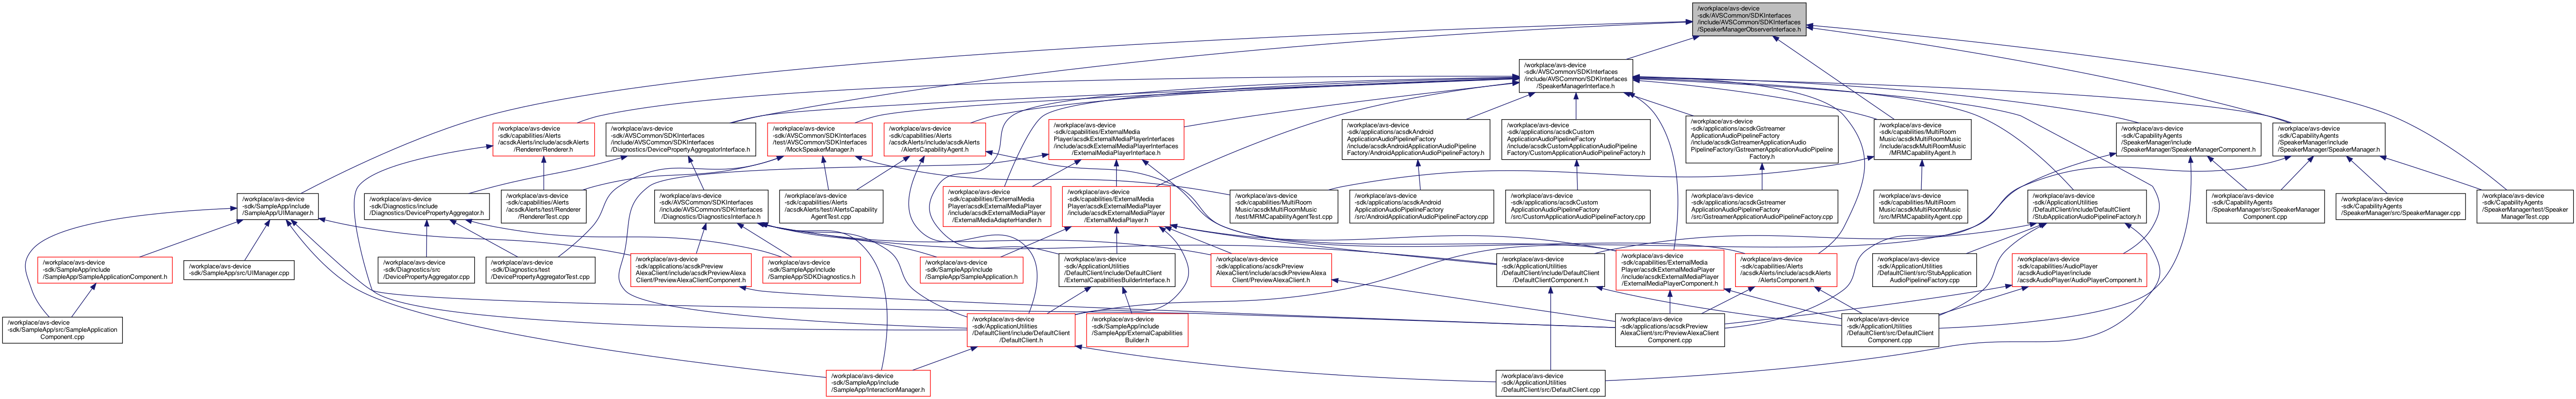 /workplace/avs-device
-sdk/AVSCommon/SDKInterfaces
/include/AVSCommon/SDKInterfaces
/SpeakerManagerObserverInterface.h
/workplace/avs-device
-sdk/AVSCommon/SDKInterfaces
/include/AVSCommon/SDKInterfaces
/SpeakerManagerInterface.h
/workplace/avs-device
-sdk/capabilities/Alerts
/acsdkAlerts/include/acsdkAlerts
/Renderer/Renderer.h
/workplace/avs-device
-sdk/AVSCommon/SDKInterfaces
/include/AVSCommon/SDKInterfaces
/Diagnostics/DevicePropertyAggregatorInterface.h
/workplace/avs-device
-sdk/AVSCommon/SDKInterfaces
/test/AVSCommon/SDKInterfaces
/MockSpeakerManager.h
/workplace/avs-device
-sdk/capabilities/Alerts
/acsdkAlerts/include/acsdkAlerts
/AlertsCapabilityAgent.h
/workplace/avs-device
-sdk/capabilities/ExternalMedia
Player/acsdkExternalMediaPlayerInterfaces
/include/acsdkExternalMediaPlayerInterfaces
/ExternalMediaPlayerInterface.h
/workplace/avs-device
-sdk/applications/acsdkAndroid
ApplicationAudioPipelineFactory
/include/acsdkAndroidApplicationAudioPipeline
Factory/AndroidApplicationAudioPipelineFactory.h
/workplace/avs-device
-sdk/applications/acsdkCustom
ApplicationAudioPipelineFactory
/include/acsdkCustomApplicationAudioPipeline
Factory/CustomApplicationAudioPipelineFactory.h
/workplace/avs-device
-sdk/applications/acsdkGstreamer
ApplicationAudioPipelineFactory
/include/acsdkGstreamerApplicationAudio
PipelineFactory/GstreamerApplicationAudioPipeline
Factory.h
/workplace/avs-device
-sdk/capabilities/MultiRoom
Music/acsdkMultiRoomMusic
/include/acsdkMultiRoomMusic
/MRMCapabilityAgent.h
/workplace/avs-device
-sdk/CapabilityAgents
/SpeakerManager/include
/SpeakerManager/SpeakerManagerComponent.h
/workplace/avs-device
-sdk/CapabilityAgents
/SpeakerManager/include
/SpeakerManager/SpeakerManager.h
/workplace/avs-device
-sdk/SampleApp/include
/SampleApp/UIManager.h
/workplace/avs-device
-sdk/Diagnostics/include
/Diagnostics/DevicePropertyAggregator.h
/workplace/avs-device
-sdk/capabilities/Alerts
/acsdkAlerts/test/Renderer
/RendererTest.cpp
/workplace/avs-device
-sdk/AVSCommon/SDKInterfaces
/include/AVSCommon/SDKInterfaces
/Diagnostics/DiagnosticsInterface.h
/workplace/avs-device
-sdk/capabilities/Alerts
/acsdkAlerts/test/AlertsCapability
AgentTest.cpp
/workplace/avs-device
-sdk/capabilities/ExternalMedia
Player/acsdkExternalMediaPlayer
/include/acsdkExternalMediaPlayer
/ExternalMediaAdapterHandler.h
/workplace/avs-device
-sdk/capabilities/ExternalMedia
Player/acsdkExternalMediaPlayer
/include/acsdkExternalMediaPlayer
/ExternalMediaPlayer.h
/workplace/avs-device
-sdk/capabilities/MultiRoom
Music/acsdkMultiRoomMusic
/test/MRMCapabilityAgentTest.cpp
/workplace/avs-device
-sdk/applications/acsdkAndroid
ApplicationAudioPipelineFactory
/src/AndroidApplicationAudioPipelineFactory.cpp
/workplace/avs-device
-sdk/applications/acsdkCustom
ApplicationAudioPipelineFactory
/src/CustomApplicationAudioPipelineFactory.cpp
/workplace/avs-device
-sdk/applications/acsdkGstreamer
ApplicationAudioPipelineFactory
/src/GstreamerApplicationAudioPipelineFactory.cpp
/workplace/avs-device
-sdk/capabilities/MultiRoom
Music/acsdkMultiRoomMusic
/src/MRMCapabilityAgent.cpp
/workplace/avs-device
-sdk/ApplicationUtilities
/DefaultClient/include/DefaultClient
/StubApplicationAudioPipelineFactory.h
/workplace/avs-device
-sdk/CapabilityAgents
/SpeakerManager/src/SpeakerManager
Component.cpp
/workplace/avs-device
-sdk/CapabilityAgents
/SpeakerManager/src/SpeakerManager.cpp
/workplace/avs-device
-sdk/CapabilityAgents
/SpeakerManager/test/Speaker
ManagerTest.cpp
/workplace/avs-device
-sdk/SampleApp/include
/SampleApp/SampleApplicationComponent.h
/workplace/avs-device
-sdk/SampleApp/src/UIManager.cpp
/workplace/avs-device
-sdk/Diagnostics/src
/DevicePropertyAggregator.cpp
/workplace/avs-device
-sdk/Diagnostics/test
/DevicePropertyAggregatorTest.cpp
/workplace/avs-device
-sdk/applications/acsdkPreview
AlexaClient/include/acsdkPreviewAlexa
Client/PreviewAlexaClientComponent.h
/workplace/avs-device
-sdk/SampleApp/include
/SampleApp/SDKDiagnostics.h
/workplace/avs-device
-sdk/SampleApp/include
/SampleApp/SampleApplication.h
/workplace/avs-device
-sdk/ApplicationUtilities
/DefaultClient/include/DefaultClient
/ExternalCapabilitiesBuilderInterface.h
/workplace/avs-device
-sdk/applications/acsdkPreview
AlexaClient/include/acsdkPreviewAlexa
Client/PreviewAlexaClient.h
/workplace/avs-device
-sdk/ApplicationUtilities
/DefaultClient/include/DefaultClient
/DefaultClientComponent.h
/workplace/avs-device
-sdk/capabilities/ExternalMedia
Player/acsdkExternalMediaPlayer
/include/acsdkExternalMediaPlayer
/ExternalMediaPlayerComponent.h
/workplace/avs-device
-sdk/capabilities/Alerts
/acsdkAlerts/include/acsdkAlerts
/AlertsComponent.h
/workplace/avs-device
-sdk/ApplicationUtilities
/DefaultClient/src/StubApplication
AudioPipelineFactory.cpp
/workplace/avs-device
-sdk/capabilities/AudioPlayer
/acsdkAudioPlayer/include
/acsdkAudioPlayer/AudioPlayerComponent.h
/workplace/avs-device
-sdk/SampleApp/src/SampleApplication
Component.cpp
/workplace/avs-device
-sdk/ApplicationUtilities
/DefaultClient/include/DefaultClient
/DefaultClient.h
/workplace/avs-device
-sdk/SampleApp/include
/SampleApp/ExternalCapabilities
Builder.h
/workplace/avs-device
-sdk/applications/acsdkPreview
AlexaClient/src/PreviewAlexaClient
Component.cpp
/workplace/avs-device
-sdk/ApplicationUtilities
/DefaultClient/src/DefaultClient
Component.cpp
/workplace/avs-device
-sdk/SampleApp/include
/SampleApp/InteractionManager.h
/workplace/avs-device
-sdk/ApplicationUtilities
/DefaultClient/src/DefaultClient.cpp